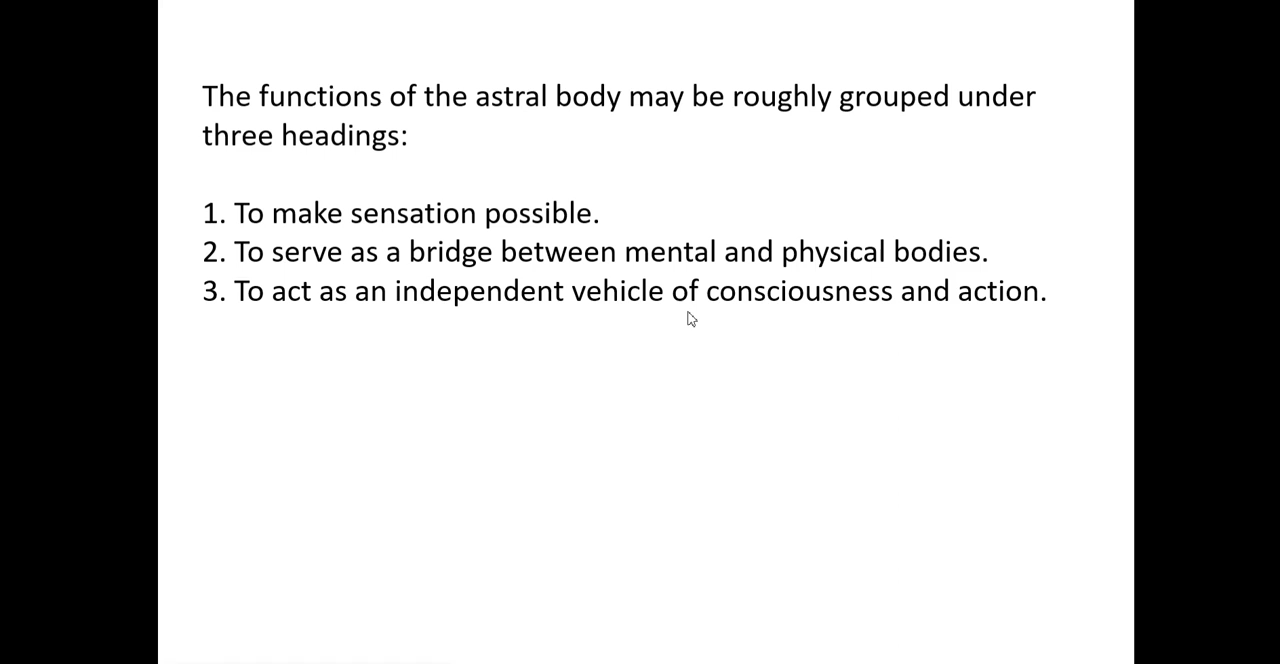 The functions of the astral body may be roughly grouped under
three headings:
1. To make sensation possible.
2. To serve as a bridge between mental and physical bodies.
3. To act as an independent vehicle of consciousness and action.